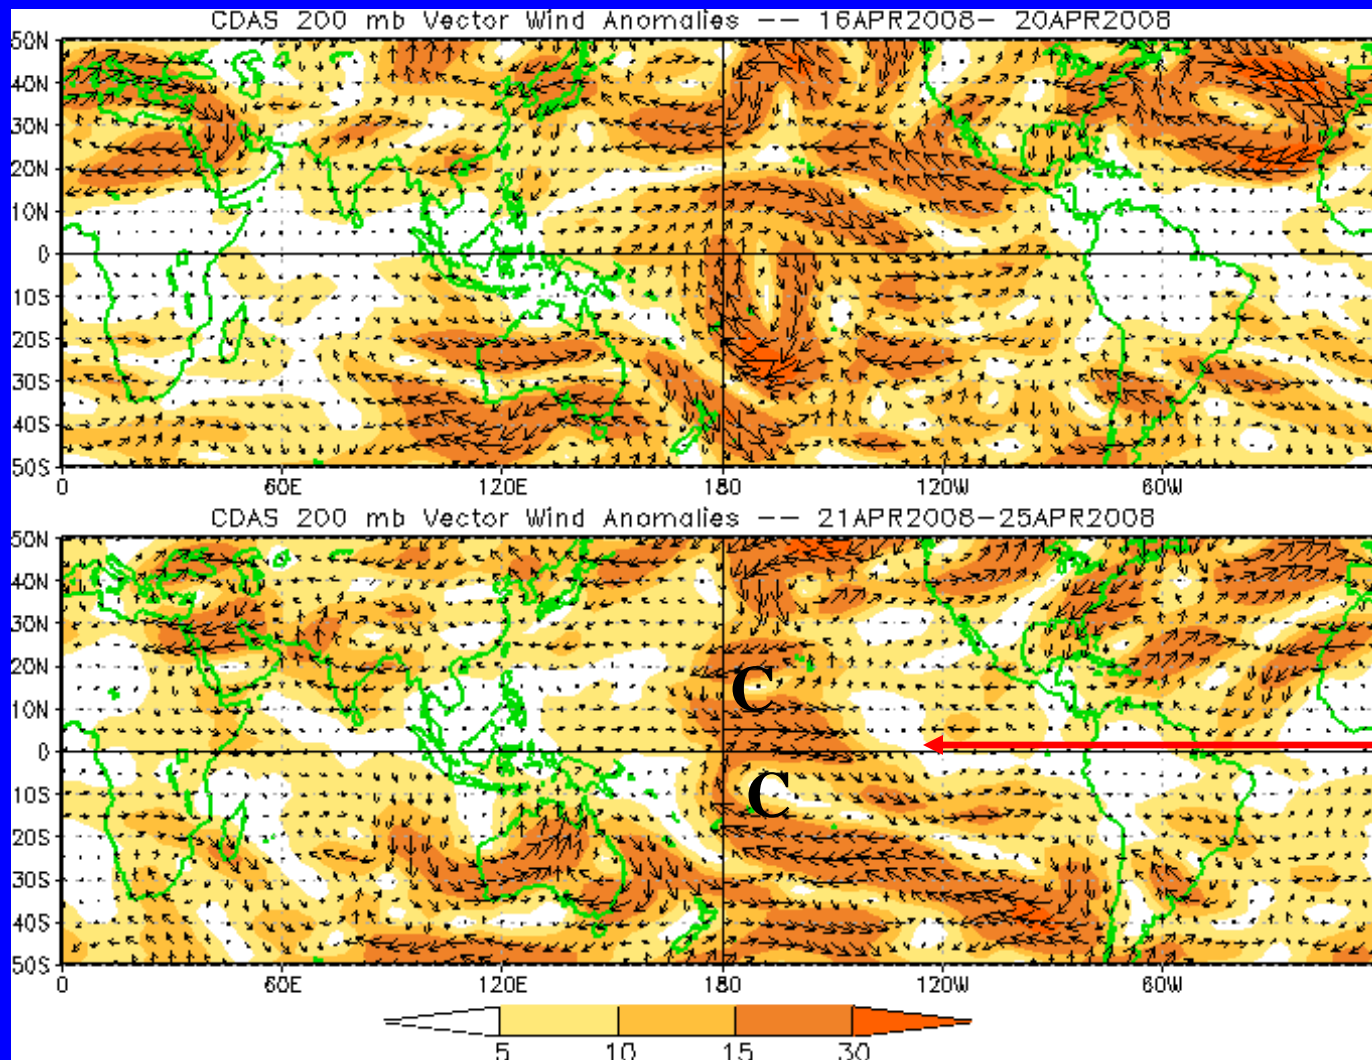 CDAS 200 mb Vector Wind Anomalies -- 16APR2008- 20APR2008
50N
40N
30N
20N
10N
0
10S
20S
30S
40S
50S
0 60E 120E 180 120W 60W
CDAS 200 mb Vector Wind Anomalies -- 21APR2008-25APR2008
50N
40N
30N
20N
C
10N
0
C
10S
20S
30S
40S
50S
0 60E 120E 180 120W 60W
5 10 15 30